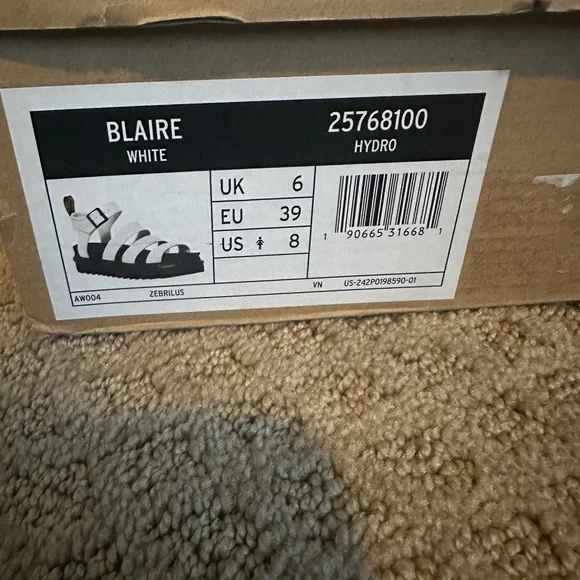 BLAIRE
WHITE
25768100
HYDRO
UK 6
EU 39
US 8
1 90665 31668 1
AW004 ZEBRILUS VN US-Z42P0198590-01